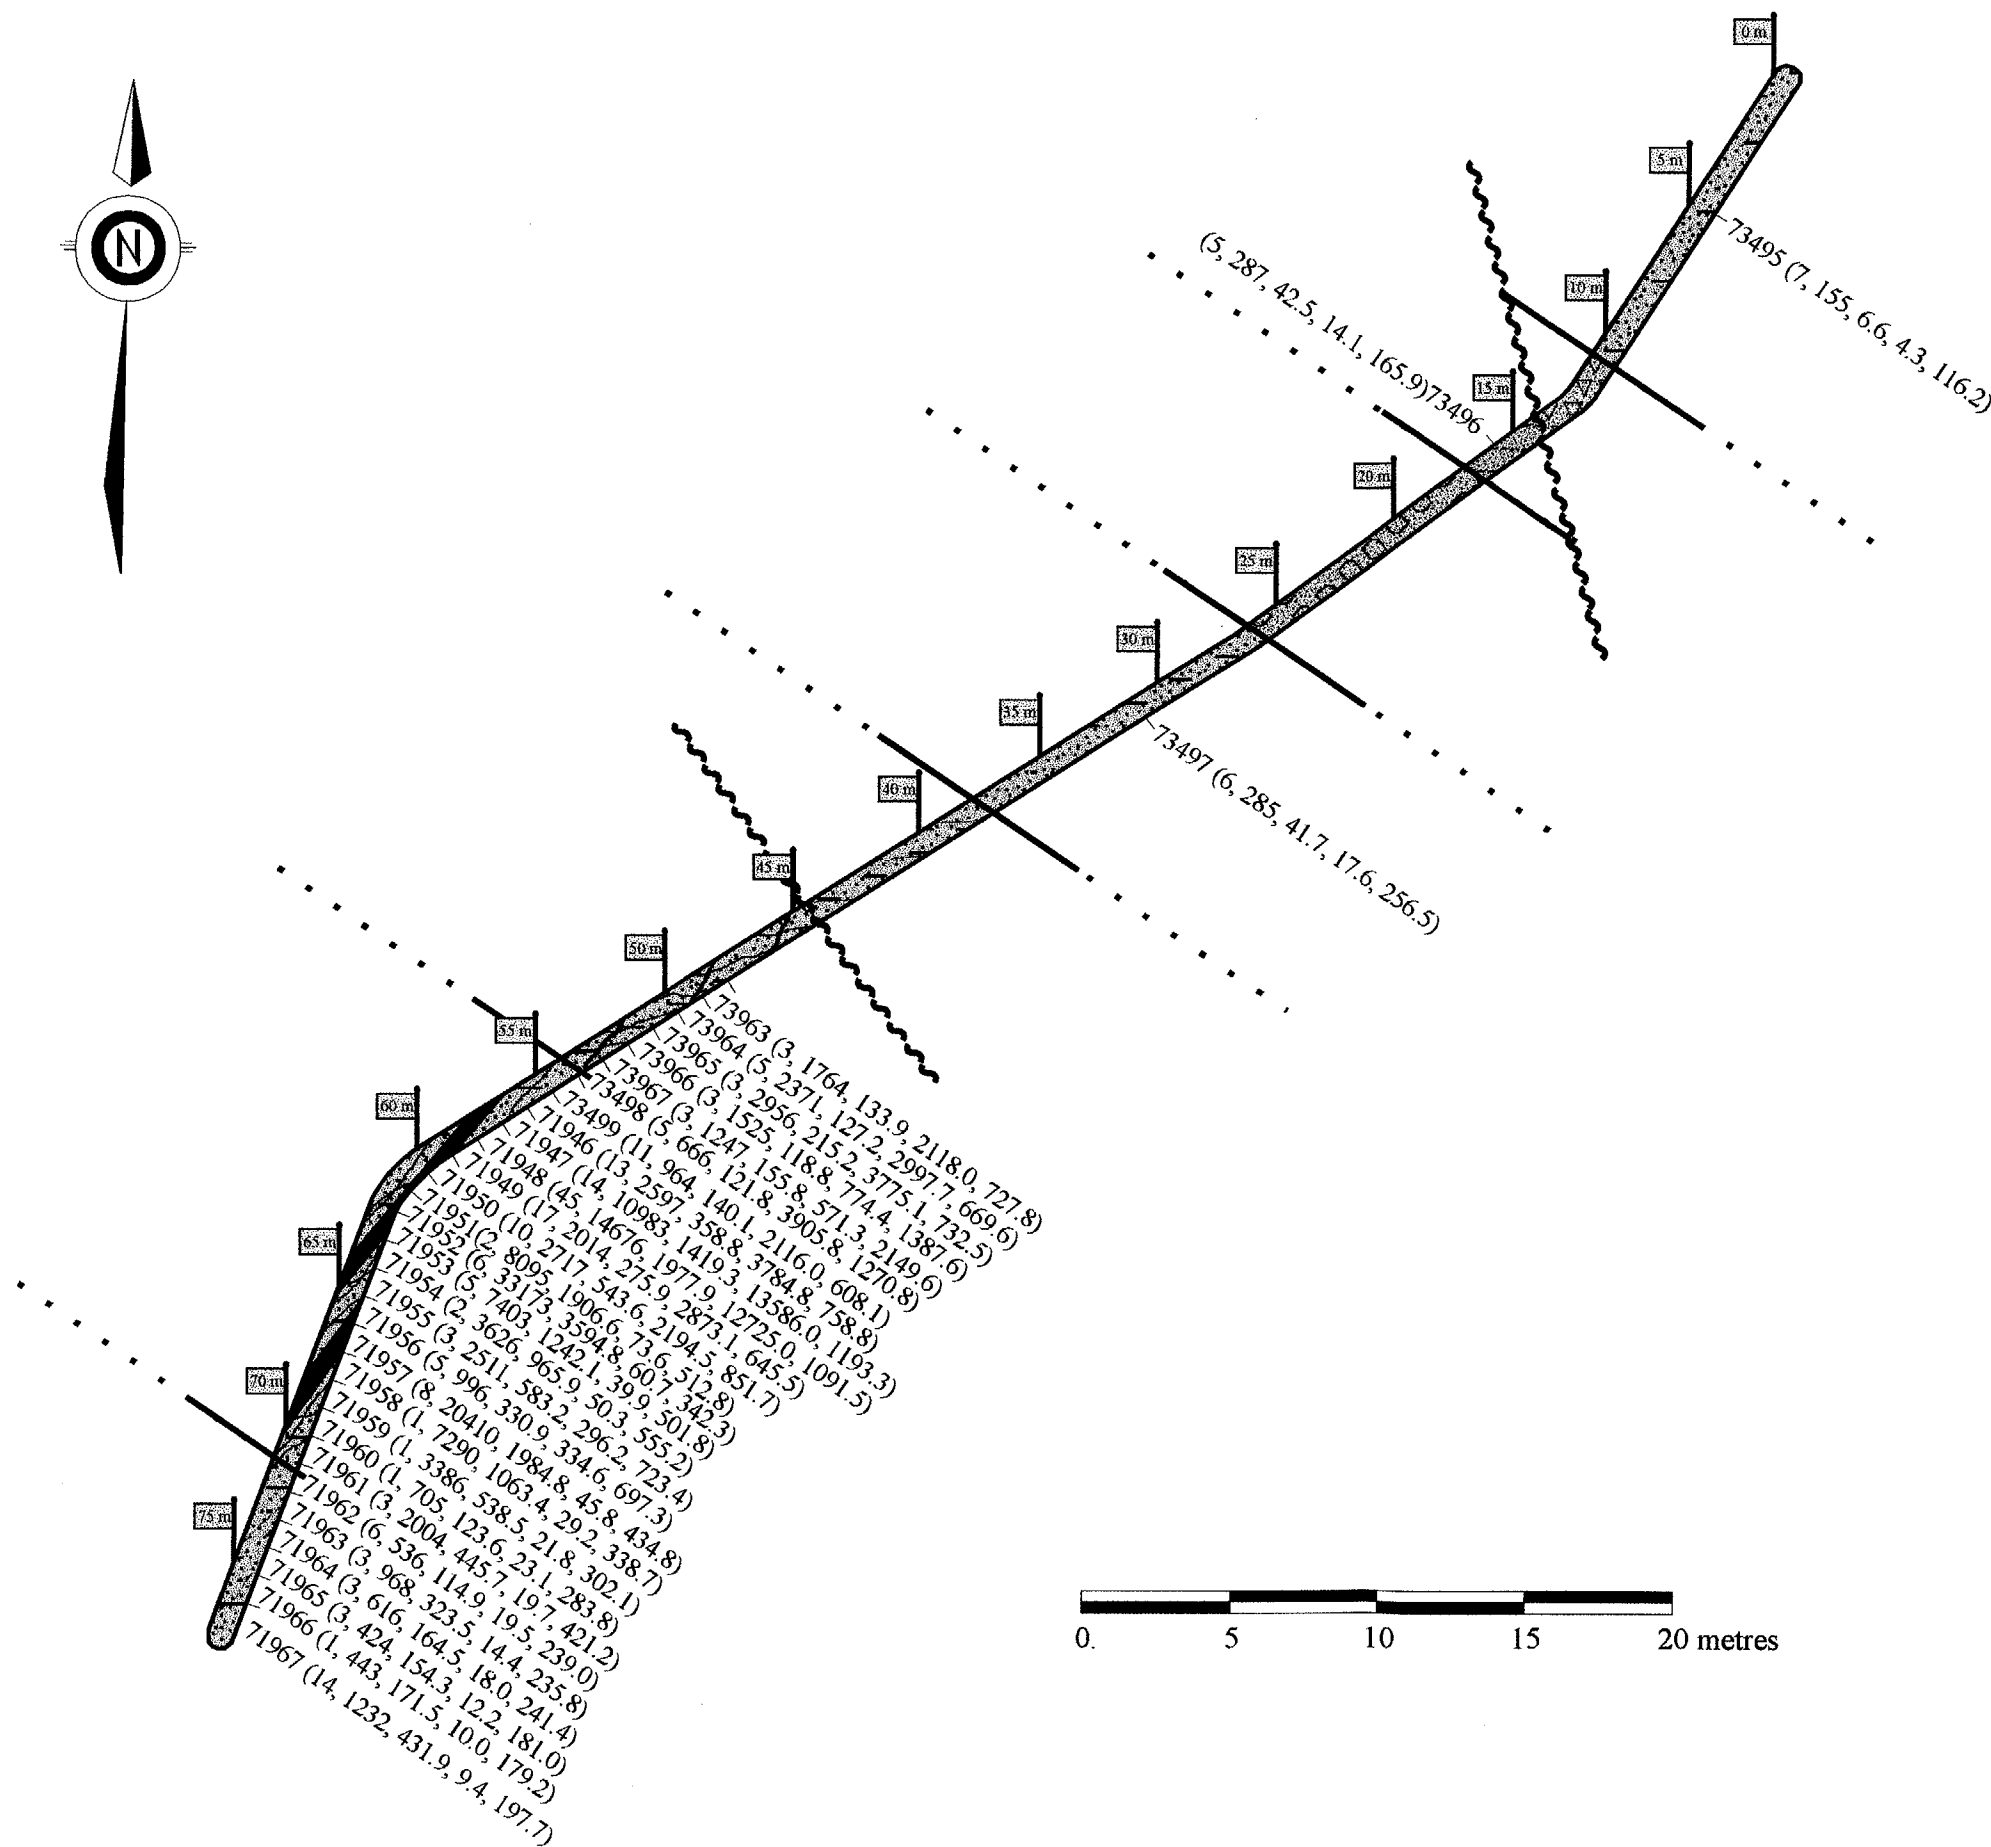 0 m
N
5 m
73495 (7, 155, 6.6, 4.3, 116.2)
10 m
(5, 287, 42.5, 14.1, 165.9)73496
15 m
20 m
25 m
30 m
73497 (6, 285, 41.7, 17.6, 256.5)
35 m
40 m
45 m
50 m
55 m
60 m
65 m
70 m
75 m
73963 (3, 1764, 133.9, 2118.0, 727.8)
73964 (5, 2371, 127.2, 2997.7, 669.6)
73965 (3, 2956, 215.2, 3775.1, 732.5)
73966 (3, 1525, 118.8, 774.4, 1387.6)
73967 (3, 1247, 155.8, 571.3, 2149.6)
73498 (5, 666, 121.8, 3905.8, 1270.8)
73499 (11, 964, 140.1, 2116.0, 608.1)
71946 (13, 2597, 358.8, 3784.8, 758.8)
71947 (14, 10983, 1419.3, 13586.0, 1193.3)
71948 (45, 14676, 1977.9, 12725.0, 1091.5)
71949 (17, 2014, 275.9, 2873.1, 645.5)
71950 (10, 2717, 543.6, 2194.5, 851.7)
71951(2, 8095, 1906.6, 73.6, 512.8)
71952 (6, 33173, 3594.8, 60.7, 342.3)
71953 (5, 7403, 1242.1, 39.9, 501.8)
71954 (2, 3626, 965.9, 50.3, 555.2)
71955 (3, 2511, 583.2, 296.2, 723.4)
71956 (5, 996, 330.9, 334.6, 697.3)
71957 (8, 20410, 1984.8, 45.8, 434.8)
71958 (1, 7290, 1063.4, 29.2, 338.7)
71959 (1, 3386, 538.5, 21.8, 302.1)
71960 (1, 705, 123.6, 23.1, 283.8)
71961 (3, 2004, 445.7, 19.7, 421.2)
71962 (6, 536, 114.9, 19.5, 239.0)
71963 (3, 968, 323.5, 14.4, 235.8)
71964 (3, 616, 164.5, 18.0, 241.4)
71965 (3, 424, 154.3, 12.2, 181.0)
71966 (1, 443, 171.5, 10.0, 179.2)
71967 (14, 1232, 431.9, 9.4, 197.7)
0. 5 10 15 20 metres